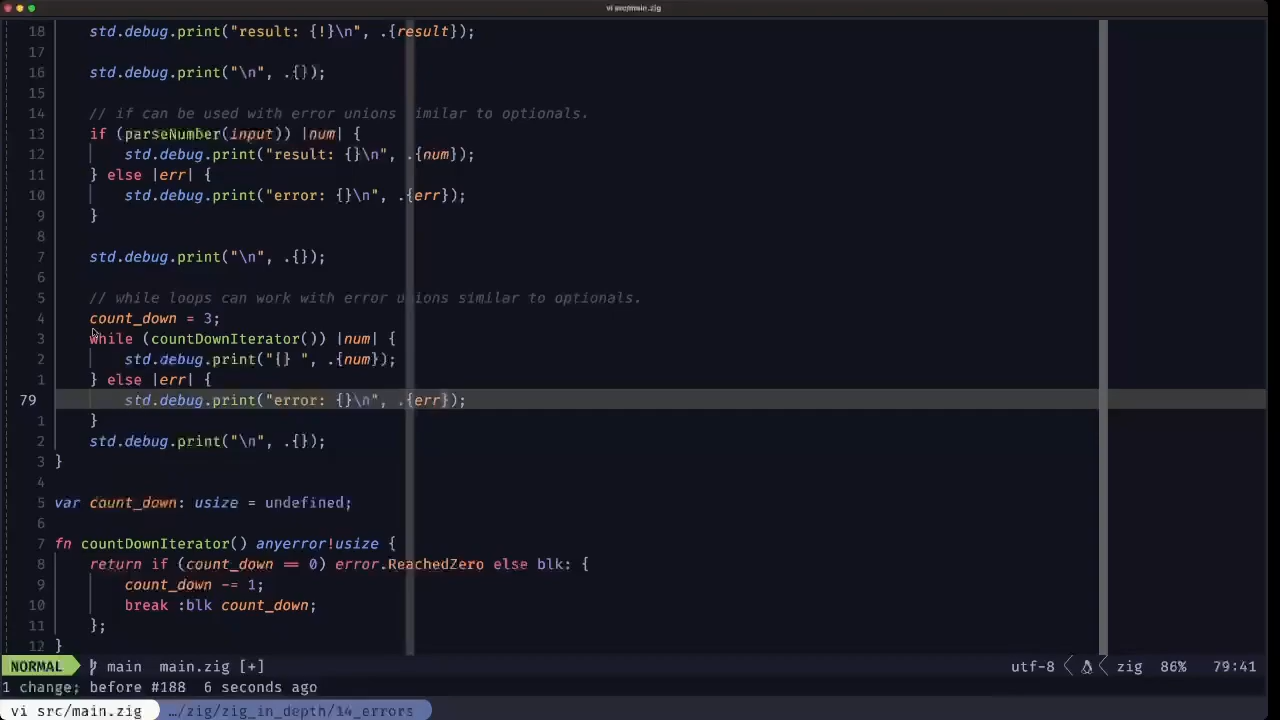 vi src/main.zig
18 std.debug.print("result: {!}\n", .{result});
17
16 std.debug.print("\n", .{});
15
14 // if can be used with error unions similar to optionals.
13 if (parseNumber(input)) |num| {
12 std.debug.print("result: {}\n", .{num});
11 } else |err| {
10 std.debug.print("error: {}\n", .{err});
9 }
8
7 std.debug.print("\n", .{});
6
5 // while loops can work with error unions similar to optionals.
4 count_down = 3;
3 while (countDownIterator()) |num| {
2 std.debug.print("{} ", .{num});
1 } else |err| {
79 std.debug.print("error: {}\n", .{err});
1 }
2 std.debug.print("\n", .{});
3 }
4
5 var count_down: usize = undefined;
6
7 fn countDownIterator() anyerror!usize {
8 return if (count_down == 0) error.ReachedZero else blk: {
9 count_down -= 1;
10 break :blk count_down;
11 };
12 }
NORMAL main main.zig [+] utf-8 zig 86% 79:41
1 change; before #188 6 seconds ago
vi src/main.zig …/zig/zig_in_depth/14_errors